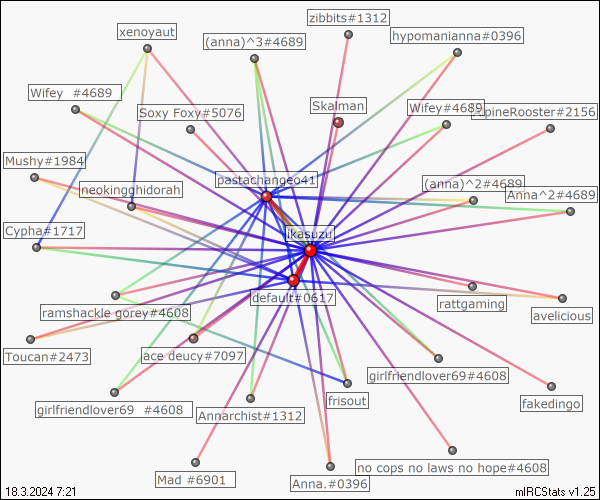 zibbits#1312
xenoyaut
(anna)^3#4689
hypomanianna#0396
Wifey #4689
Skalman
Soxy Foxy#5076
Wifey#4689
Mushy#1984
pastachangeo41
neokingghidorah
(anna)^2#4689
Anna^2#4689
Cypha#1717
ikasuzu
default#0617
ramshackle gorey#4608
rattgaming
avelicious
Toucan#2473
ace deucy#7097
girlfriendlover69#4608
girlfriendlover69 #4608
Annarchist#1312
frisout
fakedingo
Mad #6901
Anna.#0396
no cops no laws no hope#4608
18.3.2024 7:21
mIRCStats v1.25